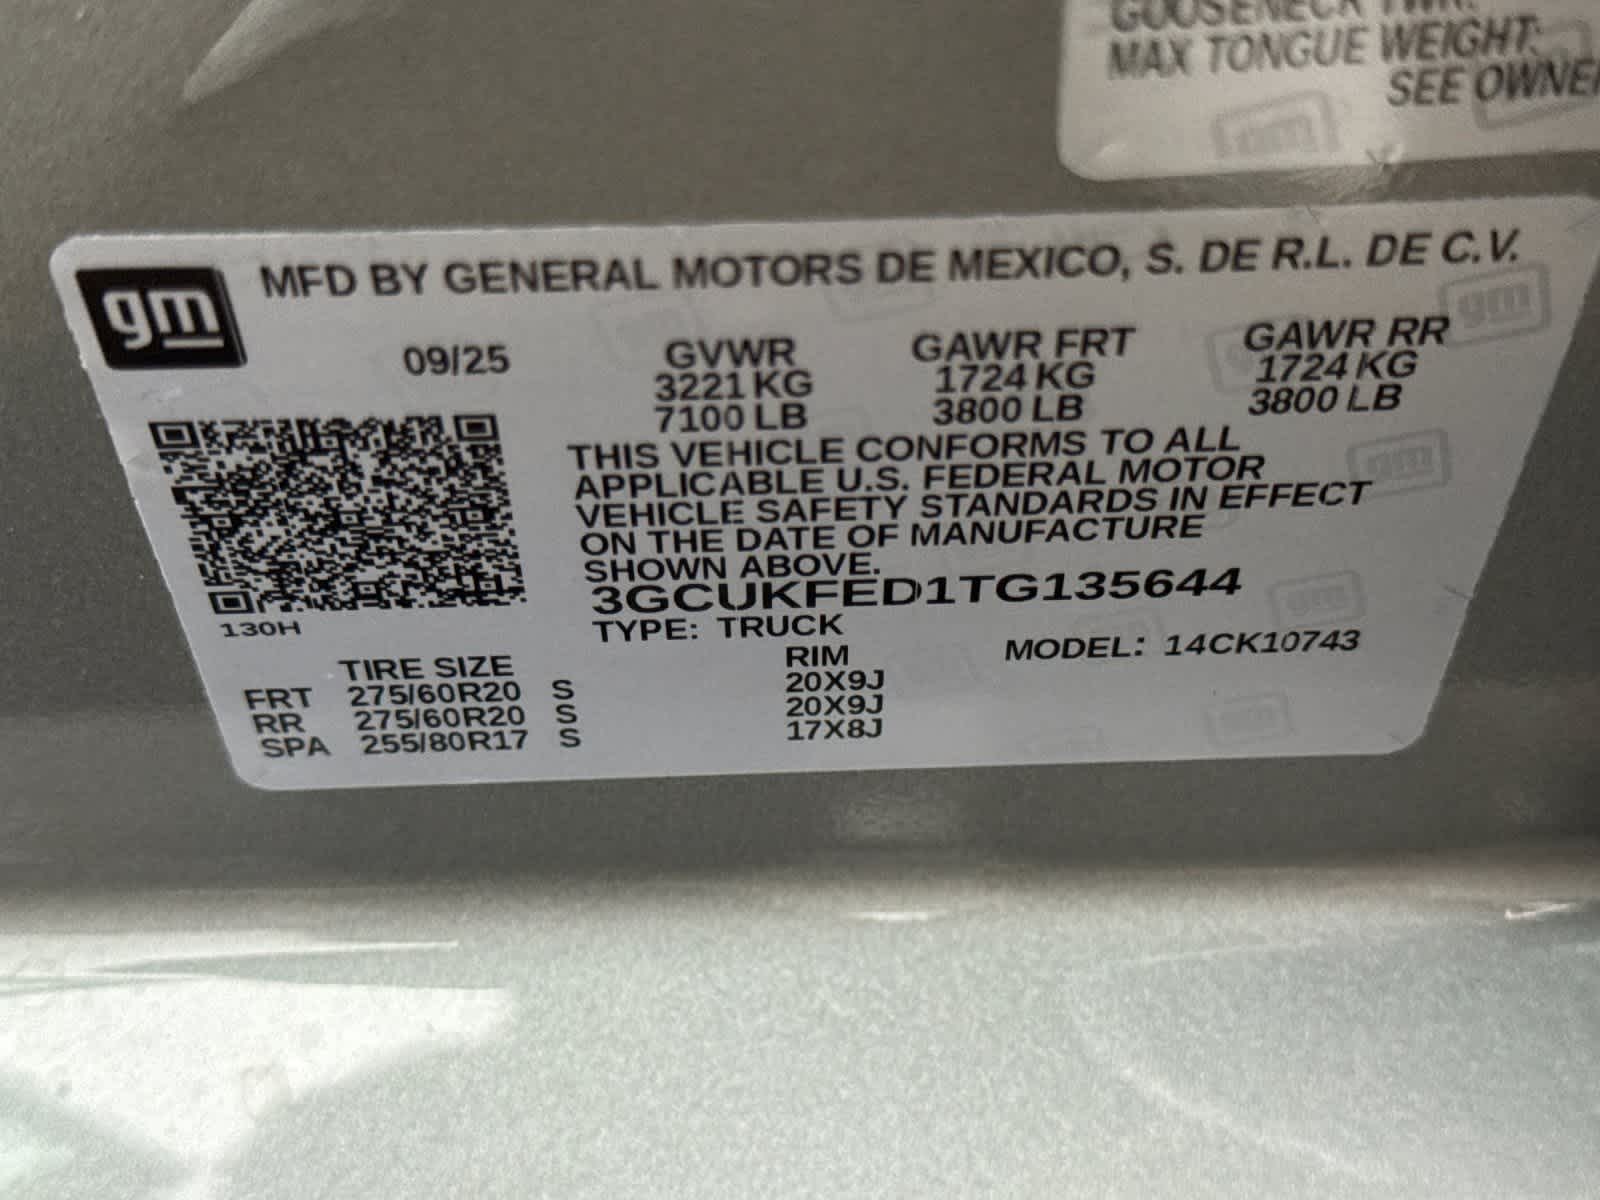 GOOSENECK TWR:
MAX TONGUE WEIGHT:
SEE OWNER
gm
MFD BY GENERAL MOTORS DE MEXICO, S. DE R.L. DE C.V.
09/25
GVWR GAWR FRT GAWR RR
3221 KG 1724 KG 1724 KG
7100 LB 3800 LB 3800 LB
THIS VEHICLE CONFORMS TO ALL
APPLICABLE U.S. FEDERAL MOTOR
VEHICLE SAFETY STANDARDS IN EFFECT
ON THE DATE OF MANUFACTURE
SHOWN ABOVE.
3GCUKFED1TG135644
130H
TYPE: TRUCK
MODEL: 14CK10743
TIRE SIZE RIM
FRT 275/60R20 S 20X9J
RR 275/60R20 S 20X9J
SPA 255/80R17 S 17X8J